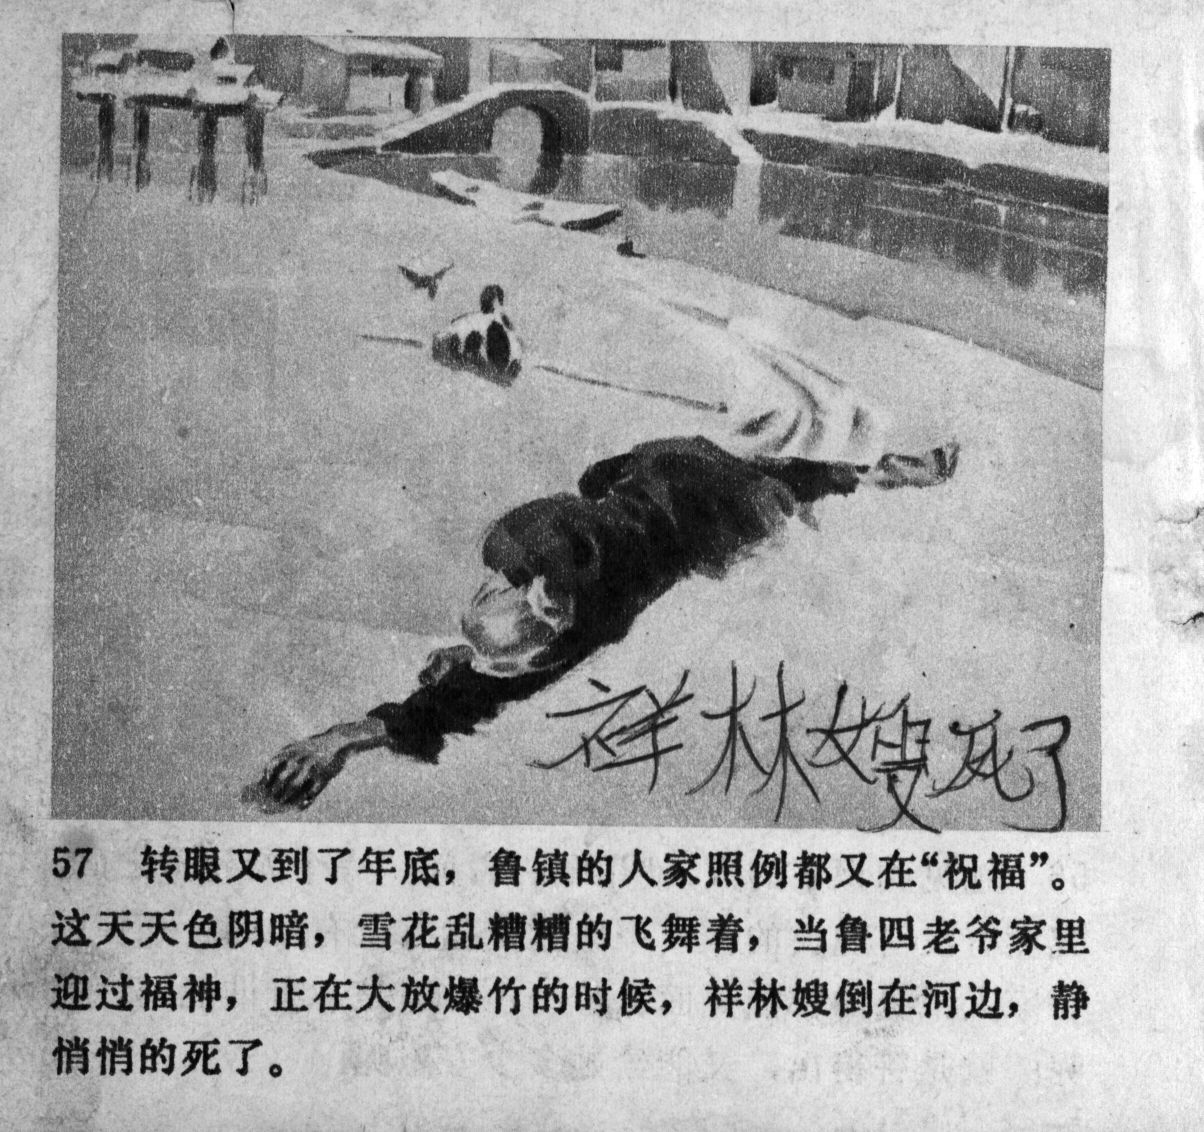 祥林嫂死了
57 转眼又到了年底，鲁镇的人家照例都又在“祝福”。
这天天色阴暗，雪花乱糟糟的飞舞着，当鲁四老爷家里
迎过福神，正在大放爆竹的时候，祥林嫂倒在河边，静
悄悄的死了。